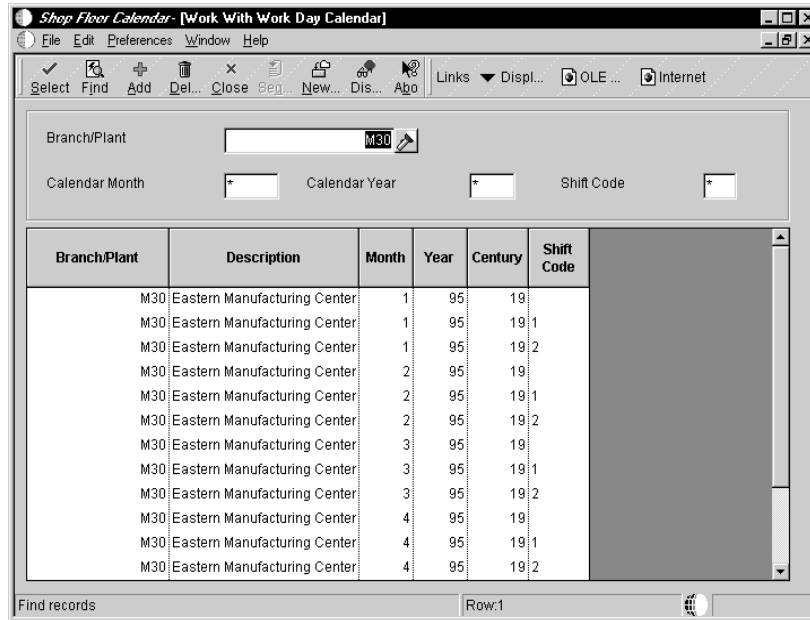 Shop Floor Calendar - [Work With Work Day Calendar]
File Edit Preferences Window Help
Select Find Add Del... Close Seq... New... Dis... Abo Links Displ... OLE ... Internet
Branch/Plant M30
Calendar Month * Calendar Year * Shift Code *
Branch/Plant Description Month Year Century Shift Code
M30 Eastern Manufacturing Center 1 95 19
M30 Eastern Manufacturing Center 1 95 19 1
M30 Eastern Manufacturing Center 1 95 19 2
M30 Eastern Manufacturing Center 2 95 19
M30 Eastern Manufacturing Center 2 95 19 1
M30 Eastern Manufacturing Center 2 95 19 2
M30 Eastern Manufacturing Center 3 95 19
M30 Eastern Manufacturing Center 3 95 19 1
M30 Eastern Manufacturing Center 3 95 19 2
M30 Eastern Manufacturing Center 4 95 19
M30 Eastern Manufacturing Center 4 95 19 1
M30 Eastern Manufacturing Center 4 95 19 2
Find records Row:1